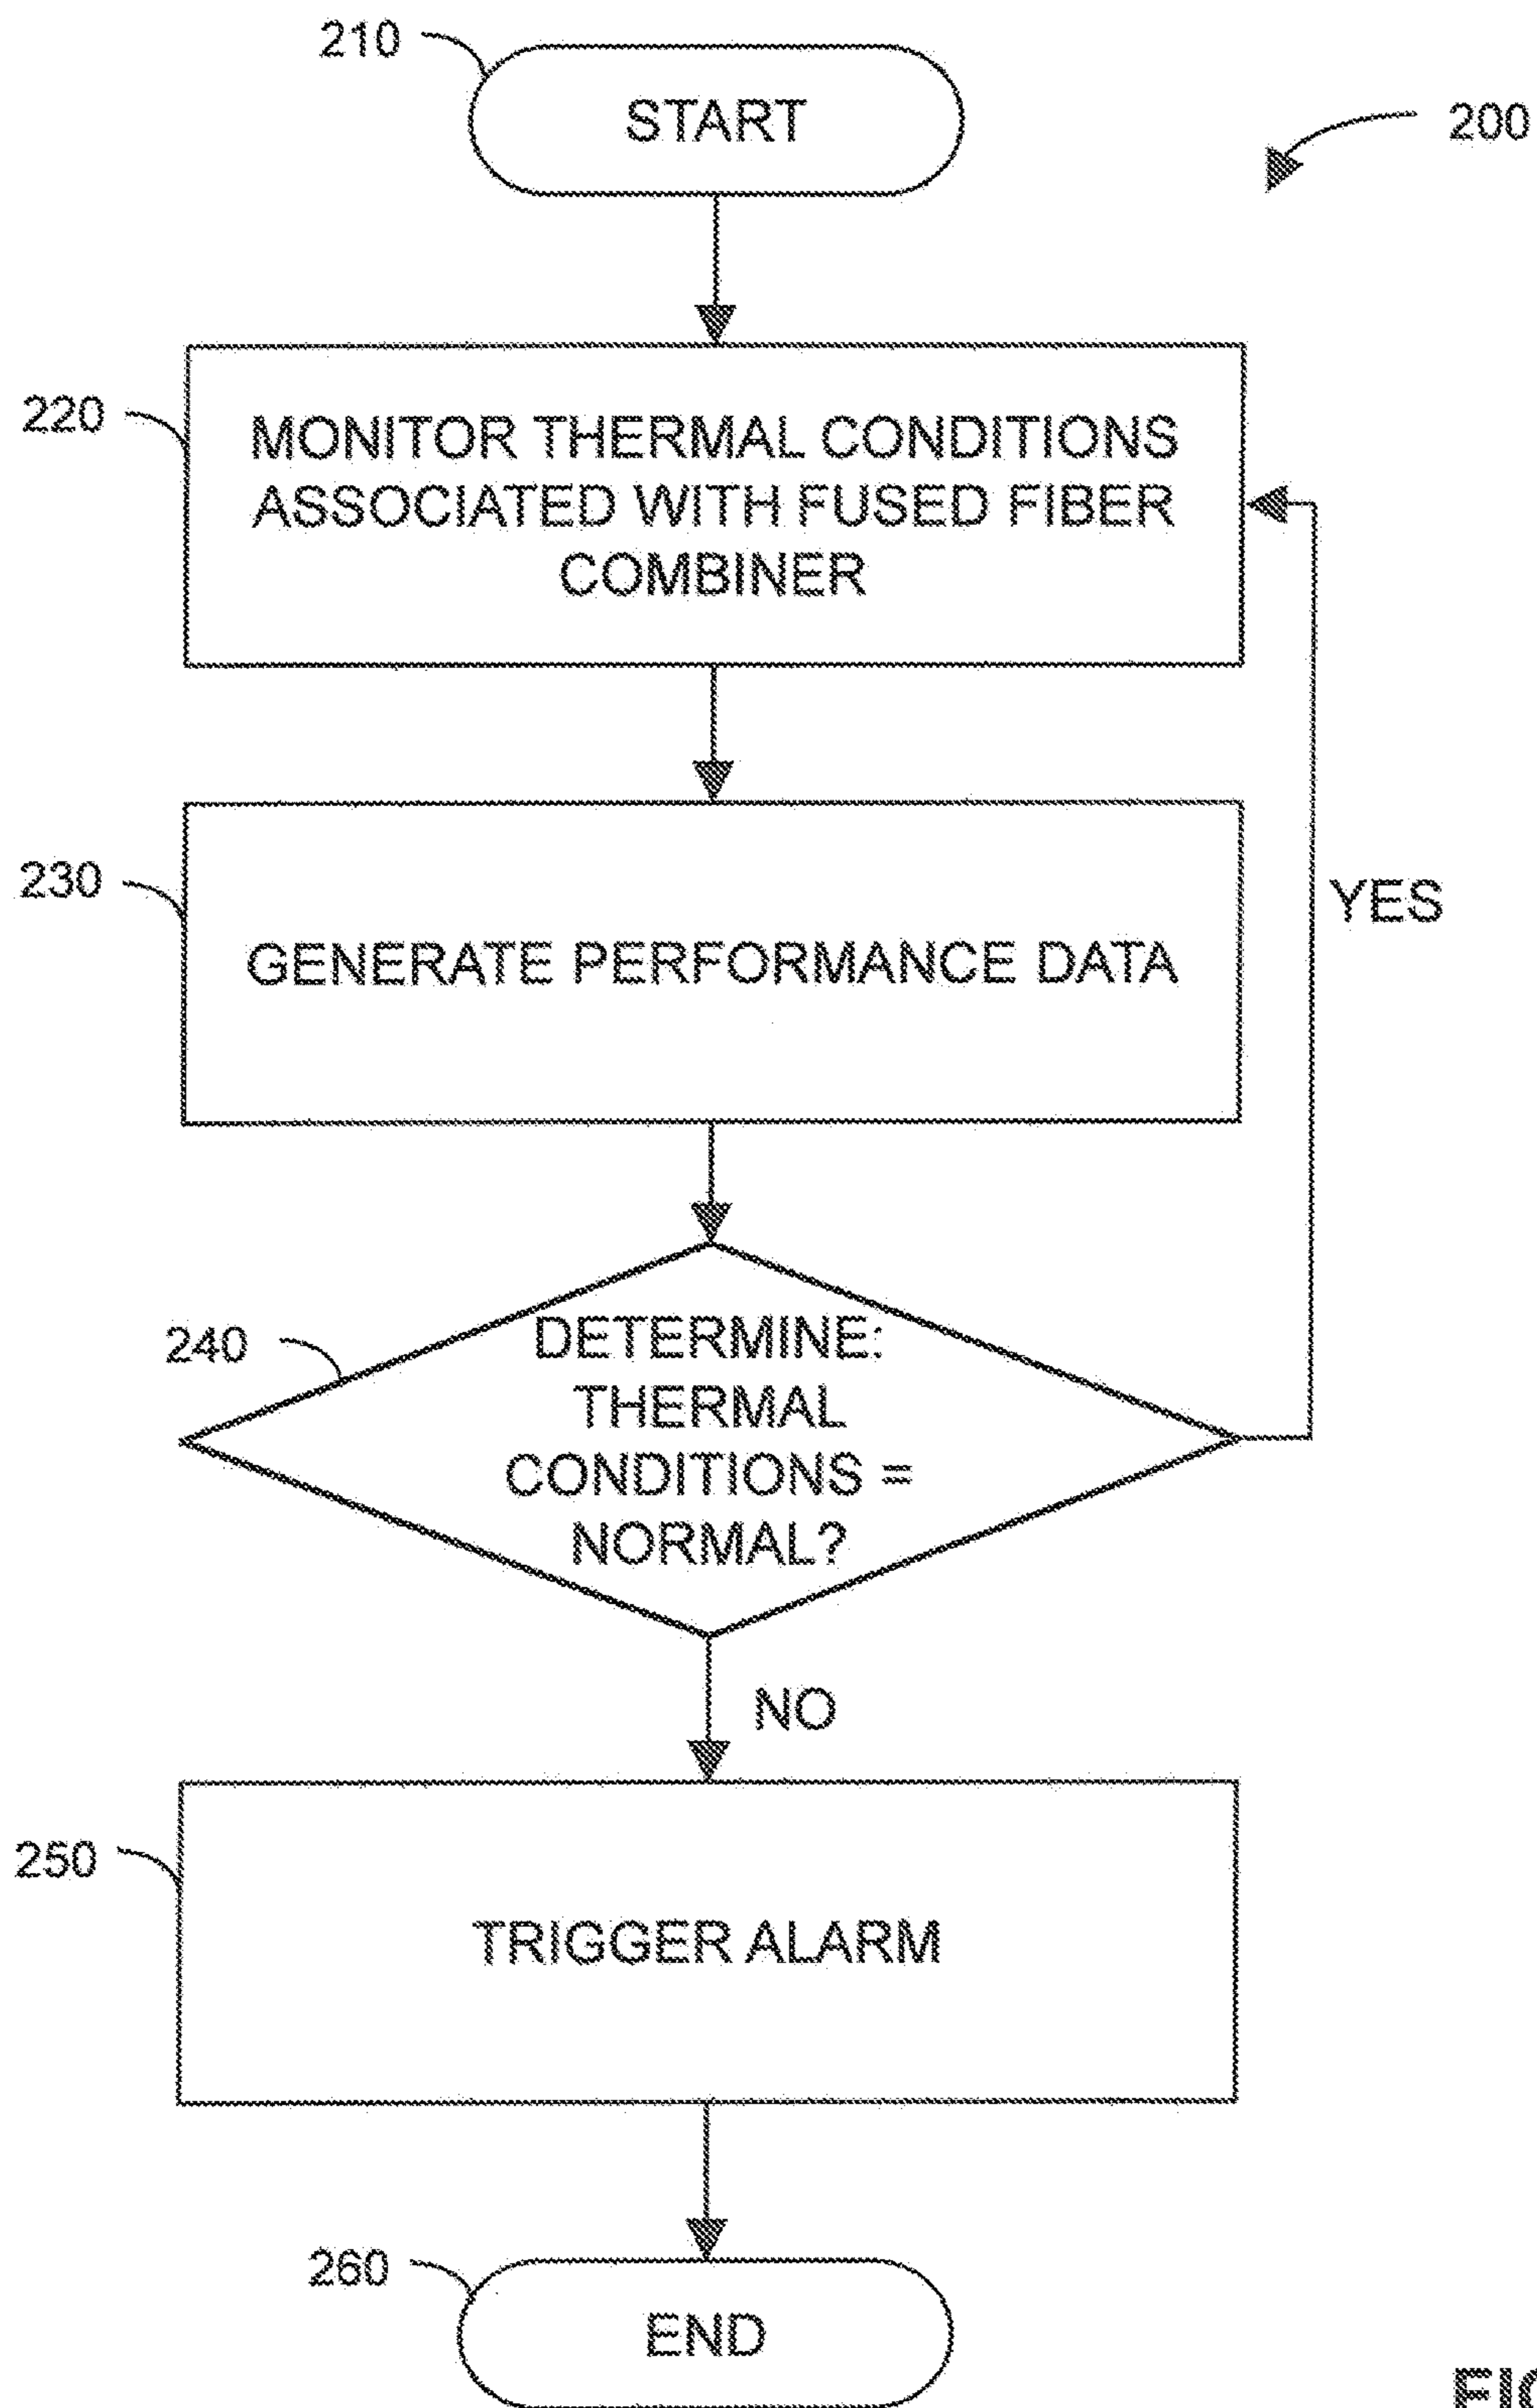 210
START
200
220
MONITOR THERMAL CONDITIONS
ASSOCIATED WITH FUSED FIBER
COMBINER
230
GENERATE PERFORMANCE DATA
YES
240
DETERMINE:
THERMAL
CONDITIONS =
NORMAL?
NO
250
TRIGGER ALARM
260
END